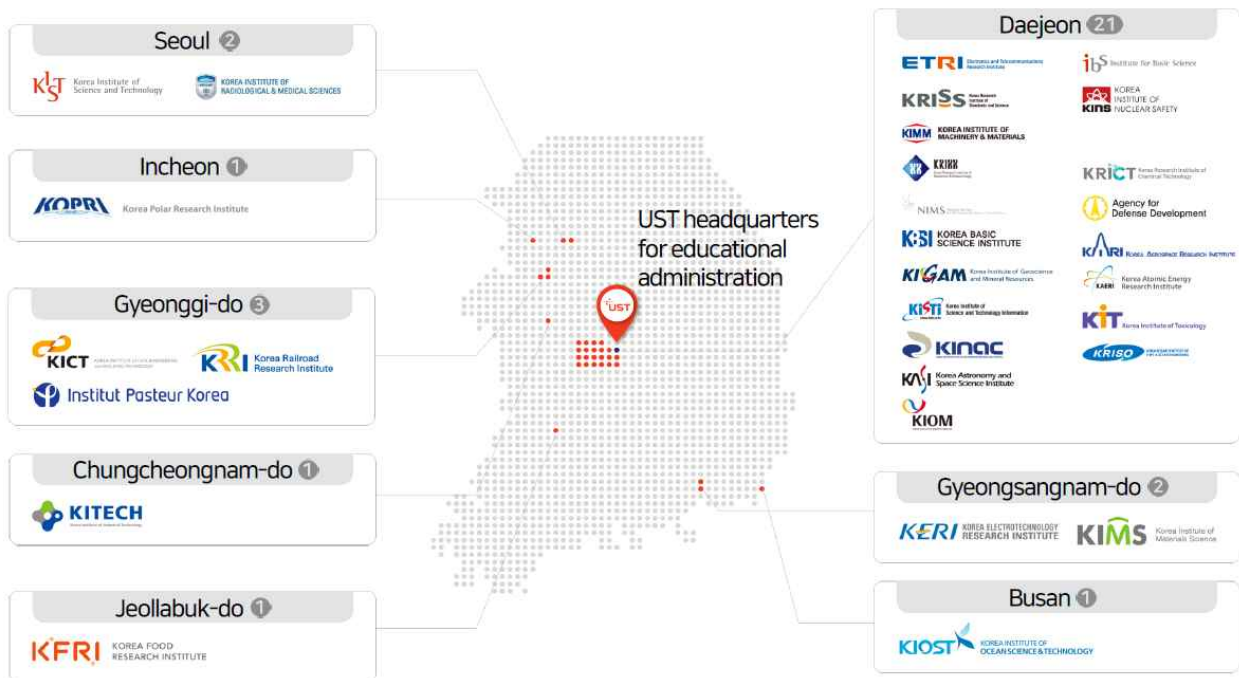 Seoul 2
KIST Korea Institute of
Science and Technology
KOREA INSTITUTE OF
RADIOLOGICAL & MEDICAL SCIENCES
Incheon 1
KOPRI Korea Polar Research Institute
Gyeonggi-do 3
KICT
KRRI Korea Railroad
Research Institute
Institut Pasteur Korea
Chungcheongnam-do 1
KITECH
Jeollabuk-do 1
KFRI KOREA FOOD
RESEARCH INSTITUTE
UST headquarters
for educational
administration
UST
Daejeon 21
ETRI Electronics and Telecommunications
Research Institute
ibS Institute for Basic Science
KRISS Korea Research
Institute of
Standards and Science
KINS KOREA
INSTITUTE OF
NUCLEAR SAFETY
KIMM KOREA INSTITUTE OF
MACHINERY & MATERIALS
KRIBB
KRICT Korea Research Institute of
Chemical Technology
NIMS
Agency for
Defense Development
KBSI KOREA BASIC
SCIENCE INSTITUTE
KARI KOREA AEROSPACE RESEARCH INSTITUTE
KIGAM Korea Institute of Geoscience
and Mineral Resources
KAERI Korea Atomic Energy
Research Institute
KISTI Korea Institute of
Science and Technology Information
KIT Korea Institute of Toxicology
KINAC
KRISO
KASI Korea Astronomy and
Space Science Institute
KIOM
Gyeongsangnam-do 2
KERI KOREA ELECTROTECHNOLOGY
RESEARCH INSTITUTE
KIMS Korea Institute of
Materials Science
Busan 1
KIOST KOREA INSTITUTE OF
OCEAN SCIENCE & TECHNOLOGY